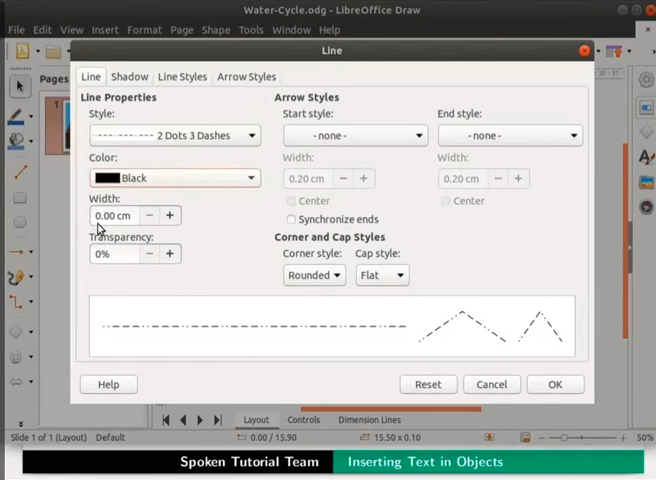 Water-Cycle.odg - LibreOffice Draw
File Edit View Insert Format Page Shape Tools Window Help
Line
Pages
Line Shadow Line Styles Arrow Styles
Line Properties
Style:
2 Dots 3 Dashes
Color:
Black
Width:
0.00 cm
Transparency:
0%
Arrow Styles
Start style:
- none -
Width:
0.20 cm
Center
Synchronize ends
End style:
- none -
Width:
0.20 cm
Center
Corner and Cap Styles
Corner style:
Rounded
Cap style:
Flat
Help Reset Cancel OK
1
Layout Controls Dimension Lines
Slide 1 of 1 (Layout) Default 0.00 / 15.90 15.50 x 0.10 50%
Spoken Tutorial Team Inserting Text in Objects